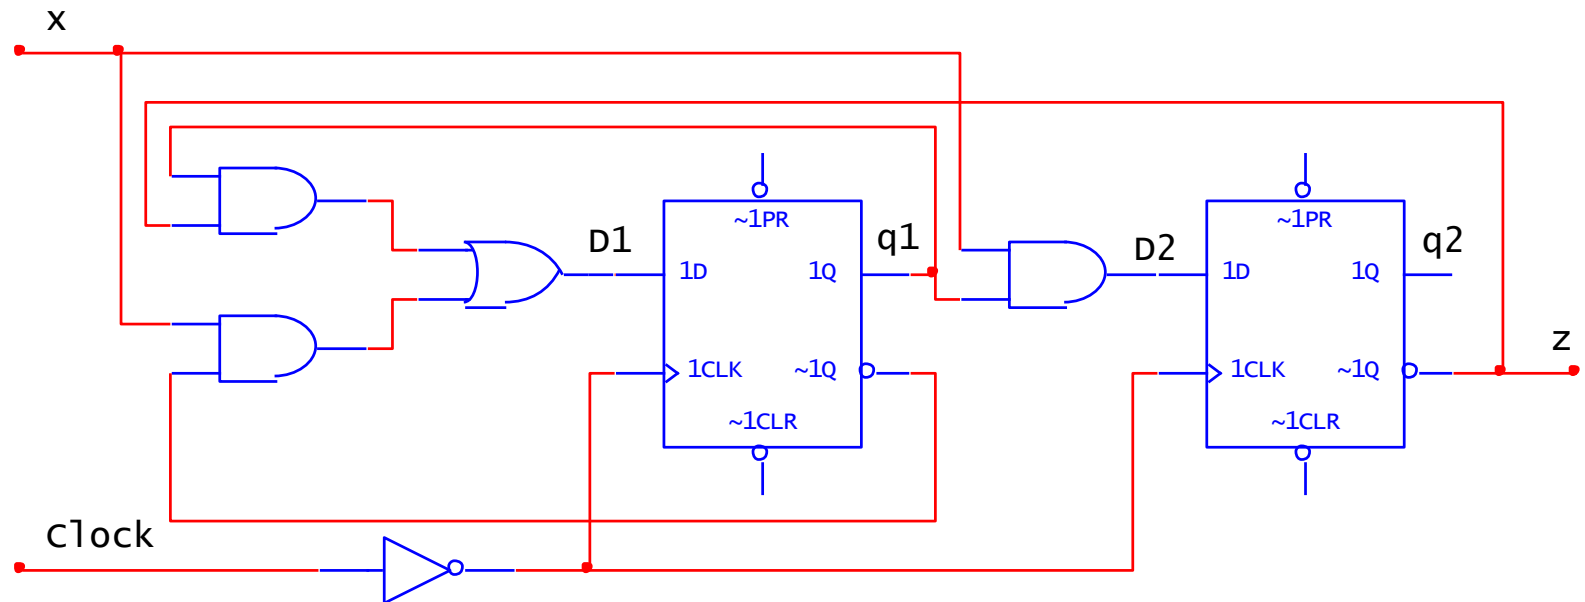 x
~1PR
~1PR
D1
q1
D2
q2
1D
1Q
1D
1Q
z
1CLK
~1Q
1CLK
~1Q
~1CLR
~1CLR
Clock